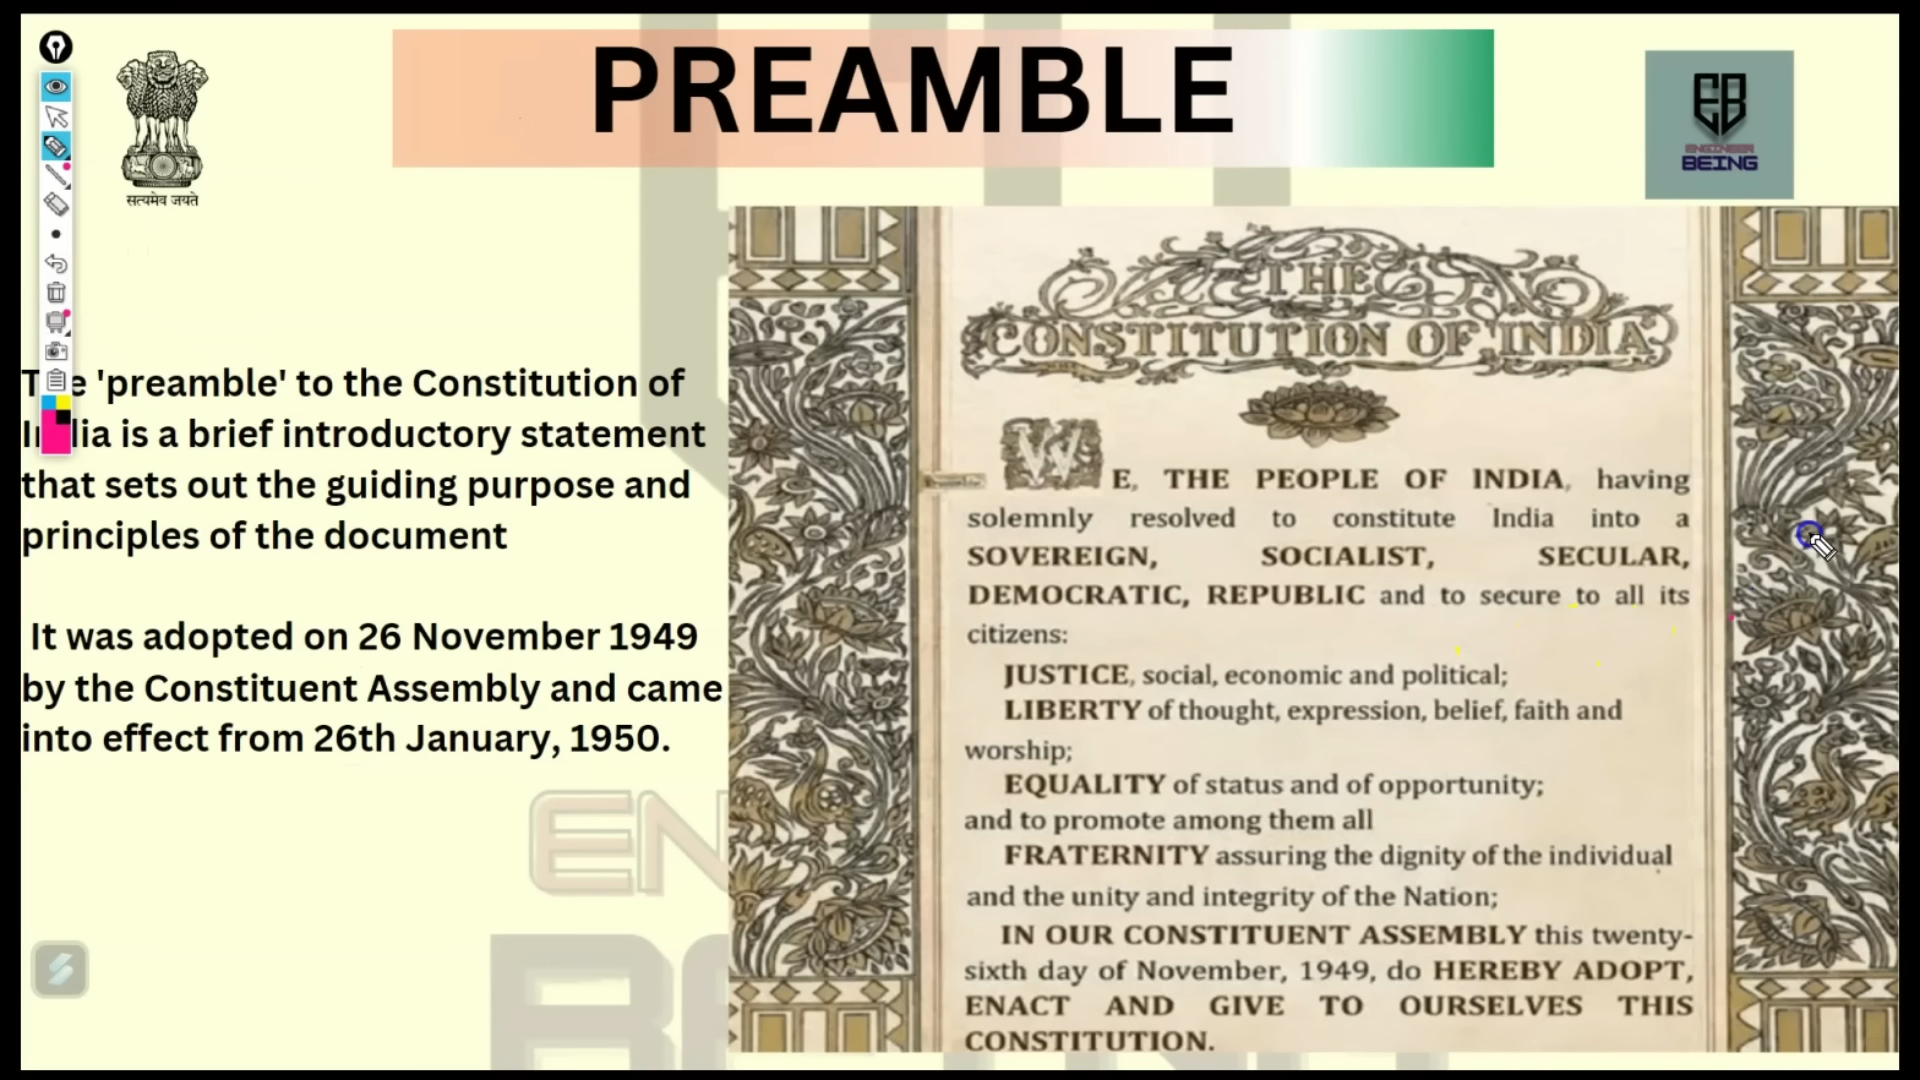 PREAMBLE
सत्यमेव जयते
ENGINEER
BEING
The 'preamble' to the Constitution of
India is a brief introductory statement
that sets out the guiding purpose and
principles of the document
It was adopted on 26 November 1949
by the Constituent Assembly and came
into effect from 26th January, 1950.
THE
CONSTITUTION OF INDIA
WE, THE PEOPLE OF INDIA, having
solemnly resolved to constitute India into a
SOVEREIGN, SOCIALIST, SECULAR,
DEMOCRATIC, REPUBLIC and to secure to all its
citizens:
JUSTICE, social, economic and political;
LIBERTY of thought, expression, belief, faith and
worship;
EQUALITY of status and of opportunity;
and to promote among them all
FRATERNITY assuring the dignity of the individual
and the unity and integrity of the Nation;
IN OUR CONSTITUENT ASSEMBLY this twenty-
sixth day of November, 1949, do HEREBY ADOPT,
ENACT AND GIVE TO OURSELVES THIS
CONSTITUTION.